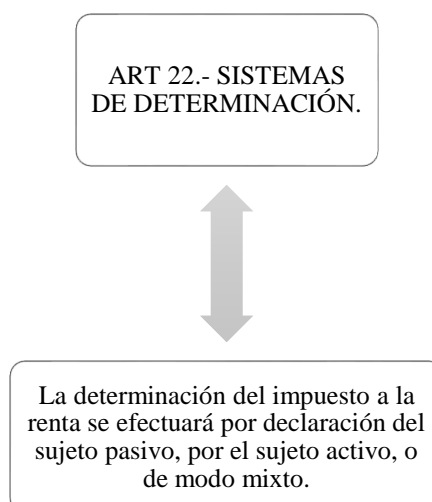 ART 22.- SISTEMAS
DE DETERMINACIÓN.
La determinación del impuesto a la
renta se efectuará por declaración del
sujeto pasivo, por el sujeto activo, o
de modo mixto.